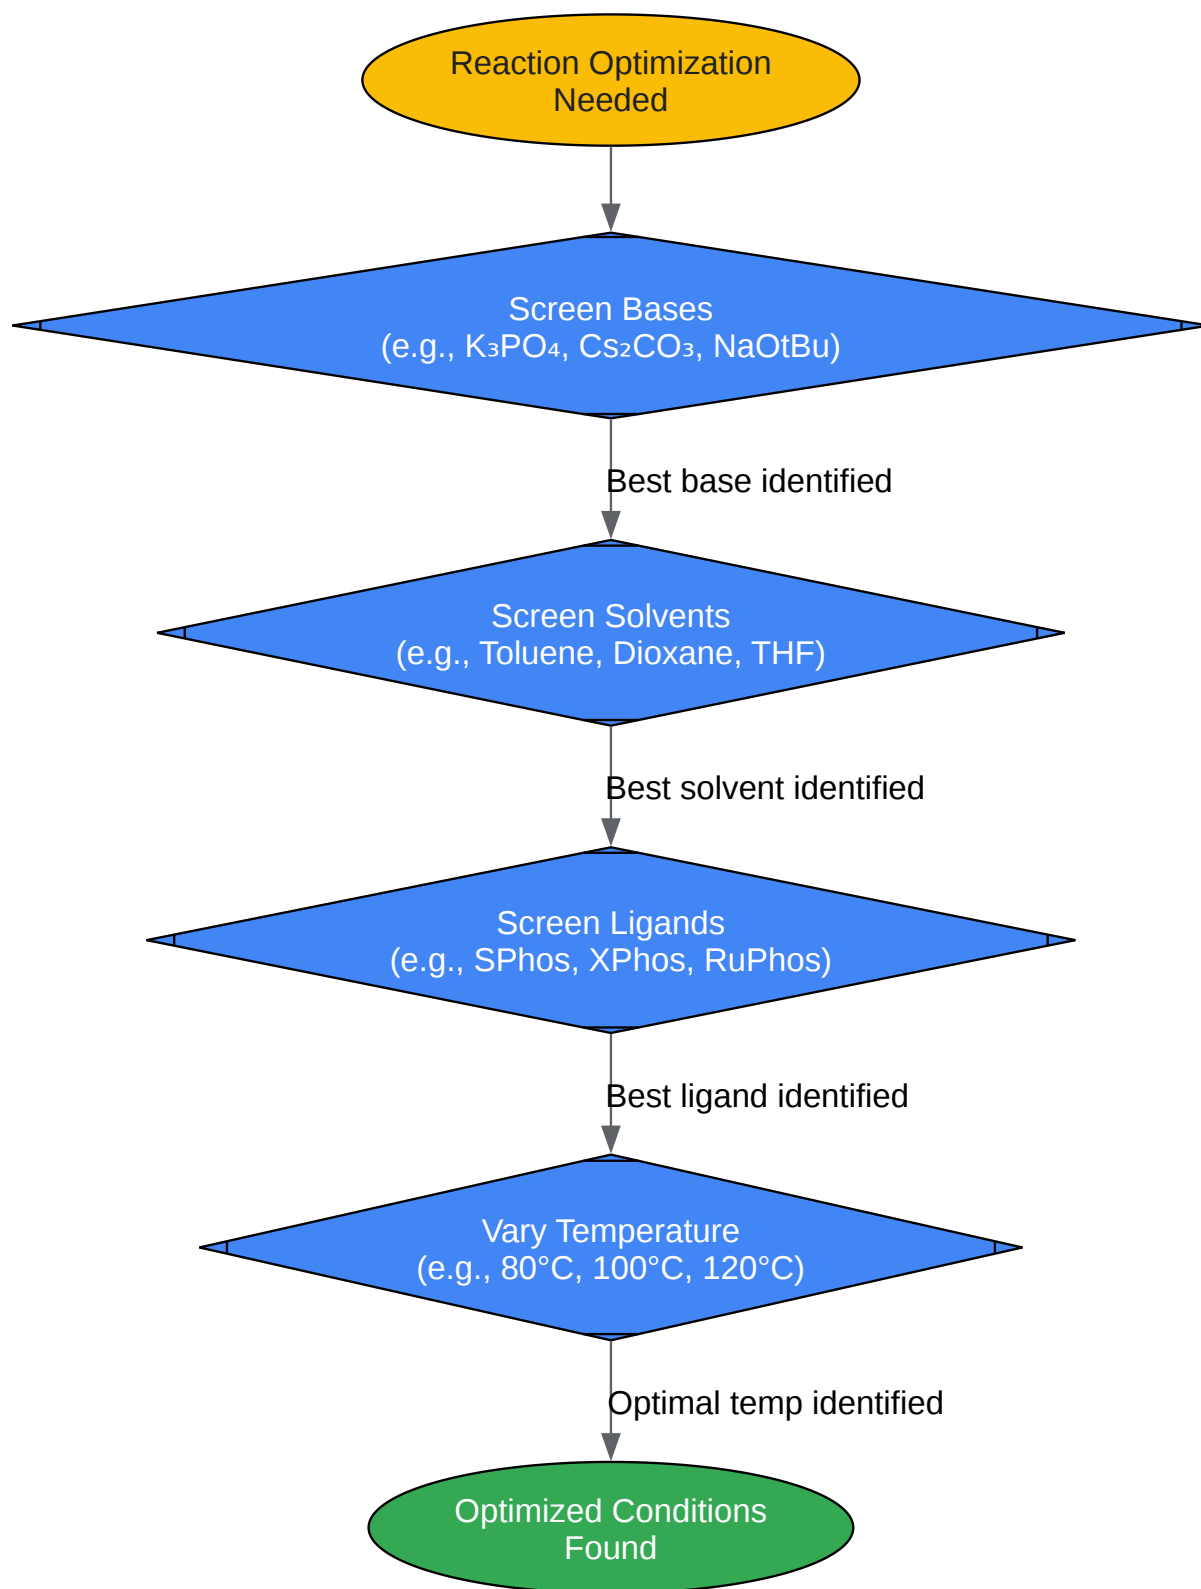 Reaction Optimization
Needed
Screen Bases
(e.g., K₃PO₄, Cs₂CO₃, NaOtBu)
Best base identified
Screen Solvents
(e.g., Toluene, Dioxane, THF)
Best solvent identified
Screen Ligands
(e.g., SPhos, XPhos, RuPhos)
Best ligand identified
Vary Temperature
(e.g., 80°C, 100°C, 120°C)
Optimal temp identified
Optimized Conditions
Found